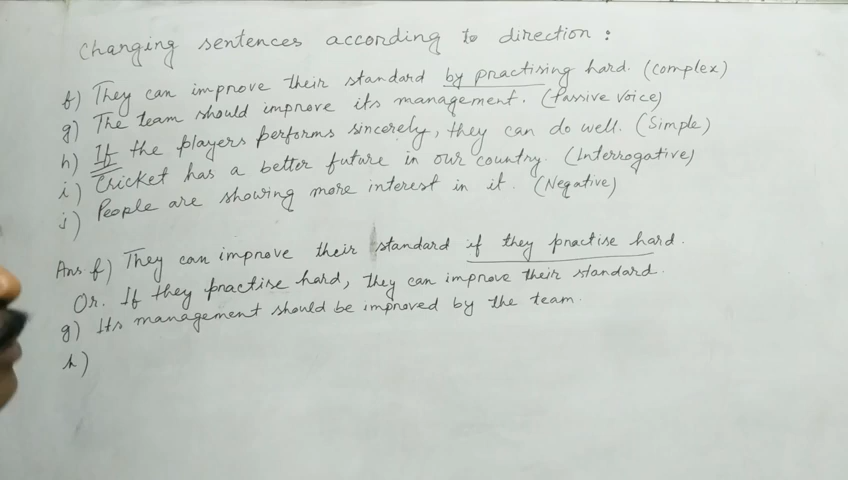 Changing sentences according to direction :
f) They can improve their standard by practising hard. (Complex)
g) The team should improve its management. (Passive Voice)
h) If the players performs sincerely, they can do well. (Simple)
i) Cricket has a better future in our country. (Interrogative)
j) People are showing more interest in it. (Negative)
Ans f) They can improve their standard if they practise hard.
Or. If they practise hard, they can improve their standard.
g) Its management should be improved by the team.
h)